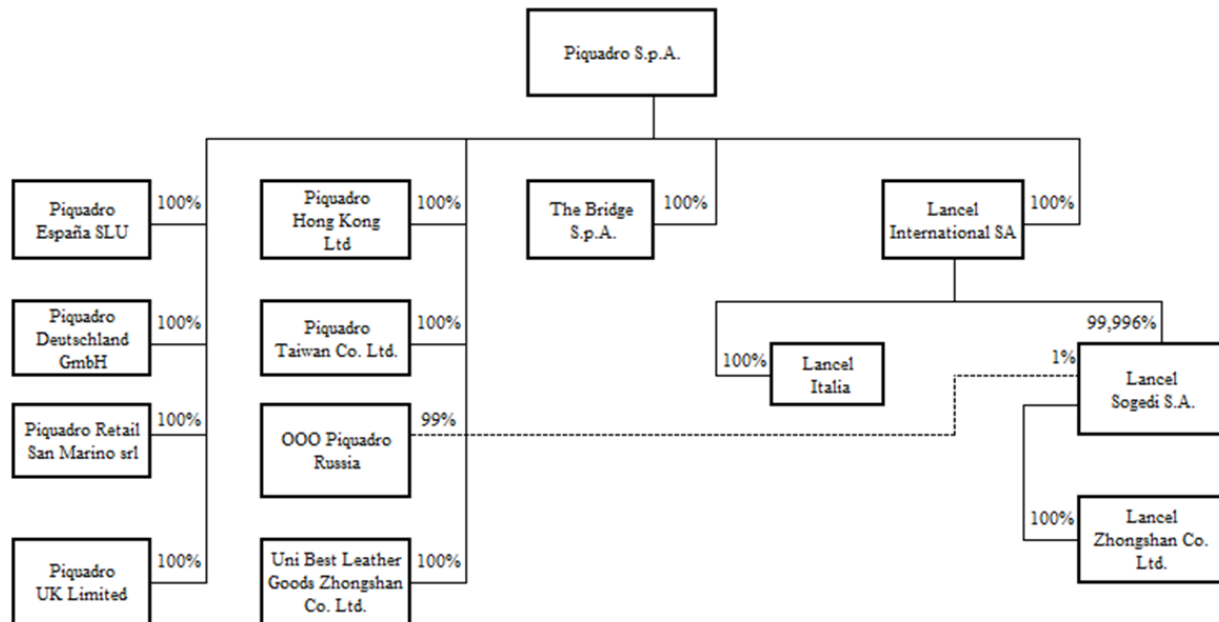 Piquadro S.p.A.
Piquadro
España SLU
100%
Piquadro
Hong Kong
Ltd
100%
The Bridge
S.p.A.
100%
Lancel
International SA
100%
Piquadro
Deutschland
GmbH
100%
Piquadro
Taiwan Co. Ltd.
100%
100%
Lancel
Italia
99,996%
1%
Lancel
Sogedi S.A.
Piquadro Retail
San Marino srl
100%
OOO Piquadro
Russia
99%
Piquadro
UK Limited
100%
Uni Best Leather
Goods Zhongshan
Co. Ltd.
100%
100%
Lancel
Zhongshan Co.
Ltd.